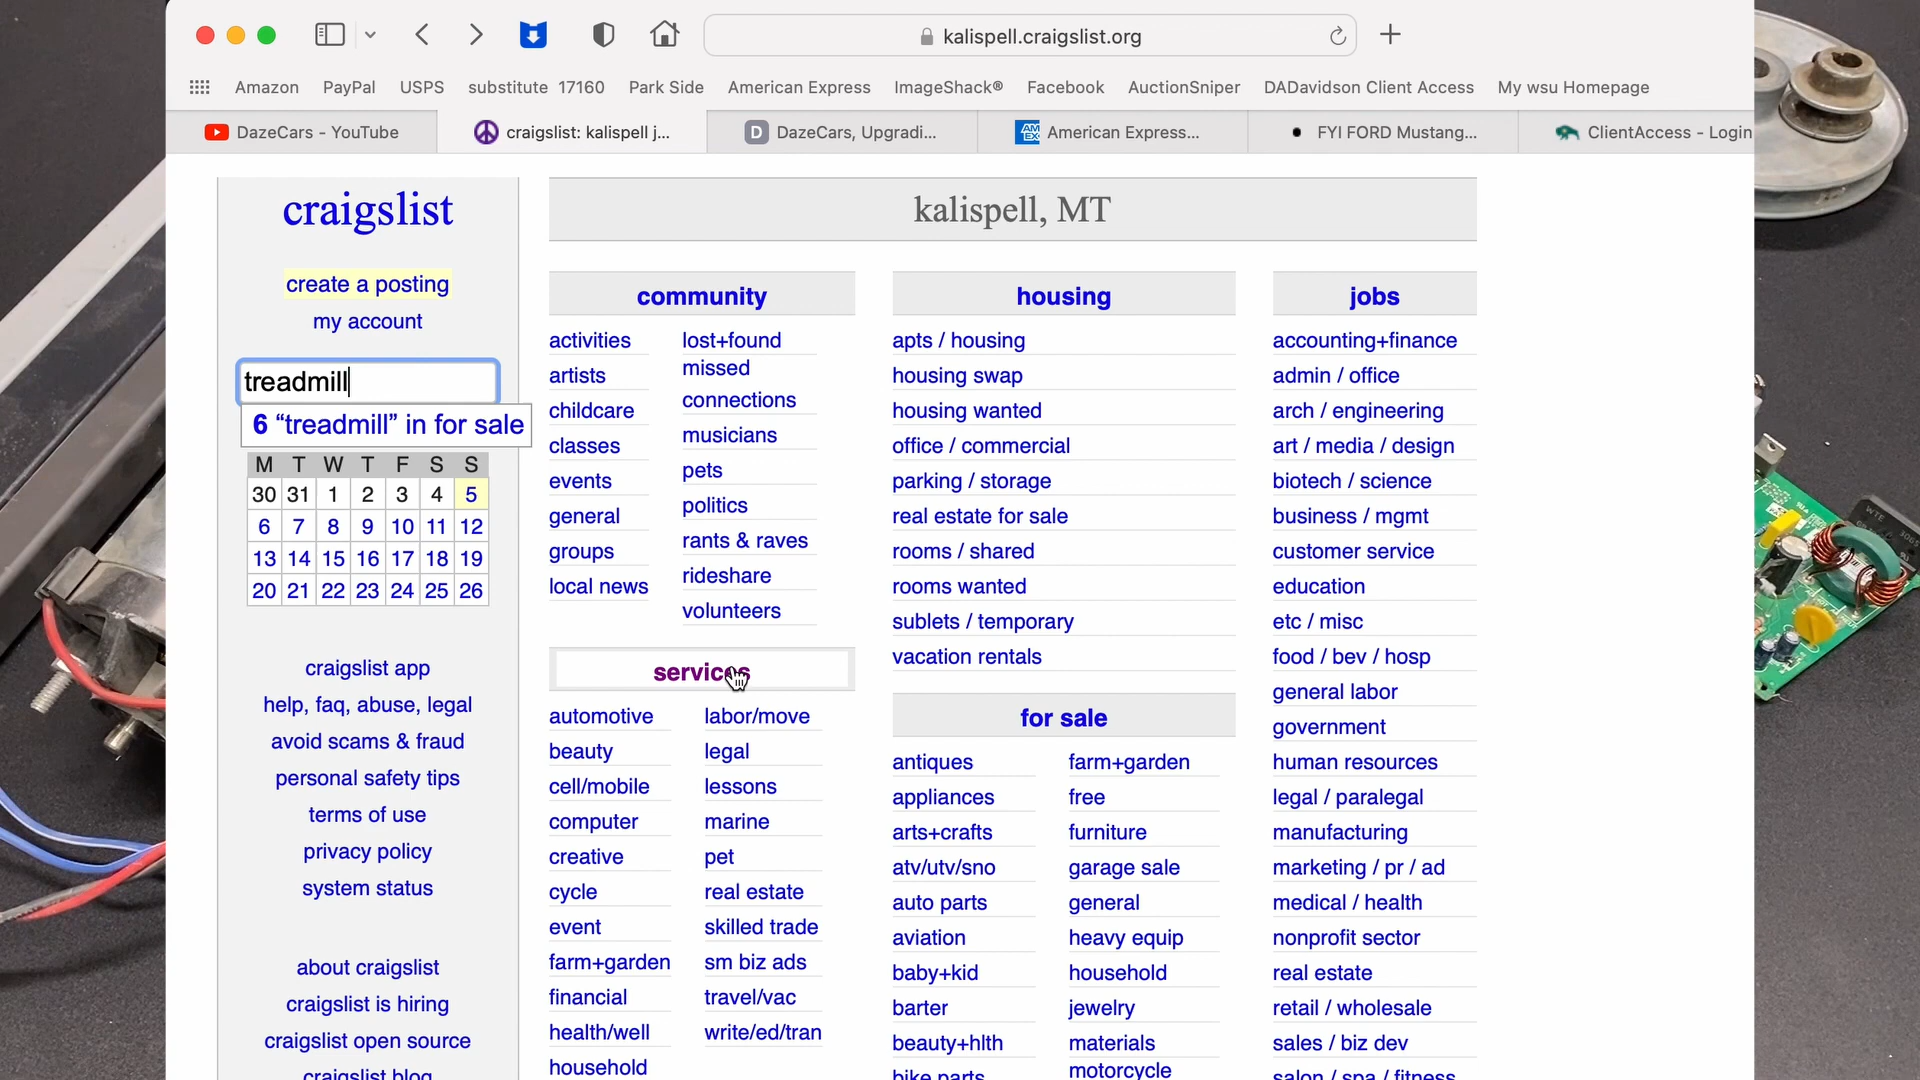 kalispell.craigslist.org
Amazon PayPal USPS substitute 17160 Park Side American Express ImageShack® Facebook AuctionSniper DADavidson Client Access My wsu Homepage
DazeCars - YouTube craigslist: kalispell j... D DazeCars, Upgradi... AM EX American Express... FYI FORD Mustang... ClientAccess - Login
craigslist
create a posting
my account
treadmill
6 “treadmill” in for sale
M T W T F S S
30 31 1 2 3 4 5
6 7 8 9 10 11 12
13 14 15 16 17 18 19
20 21 22 23 24 25 26
craigslist app
help, faq, abuse, legal
avoid scams & fraud
personal safety tips
terms of use
privacy policy
system status
about craigslist
craigslist is hiring
craigslist open source
craigslist blog
kalispell, MT
community
activities
artists
childcare
classes
events
general
groups
local news
lost+found
missed
connections
musicians
pets
politics
rants & raves
rideshare
volunteers
services
automotive
beauty
cell/mobile
computer
creative
cycle
event
farm+garden
financial
health/well
household
labor/move
legal
lessons
marine
pet
real estate
skilled trade
sm biz ads
travel/vac
write/ed/tran
housing
apts / housing
housing swap
housing wanted
office / commercial
parking / storage
real estate for sale
rooms / shared
rooms wanted
sublets / temporary
vacation rentals
for sale
antiques
appliances
arts+crafts
atv/utv/sno
auto parts
aviation
baby+kid
barter
beauty+hlth
bike parts
farm+garden
free
furniture
garage sale
general
heavy equip
household
jewelry
materials
motorcycle
jobs
accounting+finance
admin / office
arch / engineering
art / media / design
biotech / science
business / mgmt
customer service
education
etc / misc
food / bev / hosp
general labor
government
human resources
legal / paralegal
manufacturing
marketing / pr / ad
medical / health
nonprofit sector
real estate
retail / wholesale
sales / biz dev
salon / spa / fitness